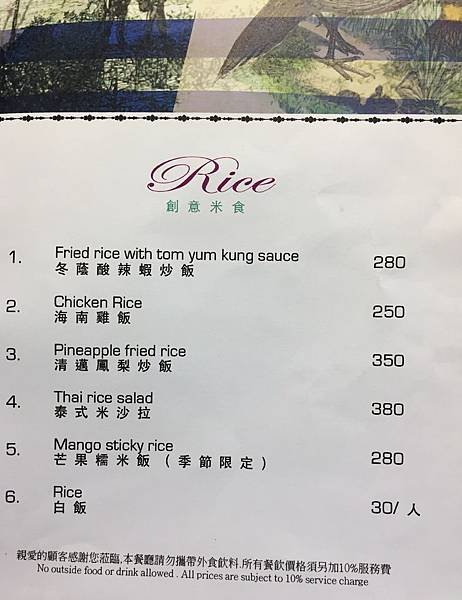 Rice
創意米食
1. Fried rice with tom yum kung sauce 280
冬蔭酸辣蝦炒飯
2. Chicken Rice 250
海南雞飯
3. Pineapple fried rice 350
清邁鳳梨炒飯
4. Thai rice salad 380
泰式米沙拉
5. Mango sticky rice 280
芒果糯米飯(季節限定)
6. Rice 30/人
白飯
親愛的顧客感謝您蒞臨,本餐廳請勿攜帶外食飲料.所有餐飲價格須另加10%服務費
No outside food or drink allowed . All prices are subject to 10% service charge